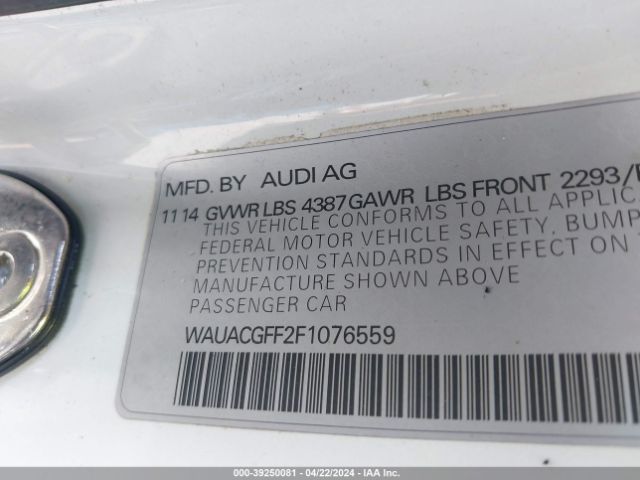 MFD. BY AUDI AG
11 14 GVWR LBS 4387 GAWR LBS FRONT 2293/
THIS VEHICLE CONFORMS TO ALL APPLIC
FEDERAL MOTOR VEHICLE SAFETY, BUMP
PREVENTION STANDARDS IN EFFECT ON
MANUFACTURE SHOWN ABOVE
PASSENGER CAR
WAUACGFF2F1076559
000-39250081 - 04/22/2024 - IAA Inc.